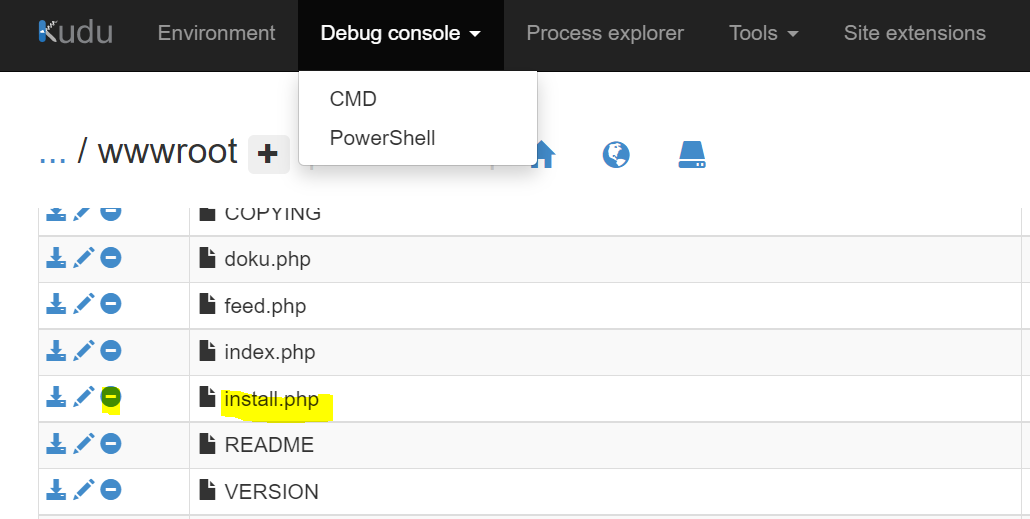 Kudu Environment Debug console Process explorer Tools Site extensions
CMD
PowerShell
... / wwwroot
COPYING
doku.php
feed.php
index.php
install.php
README
VERSION